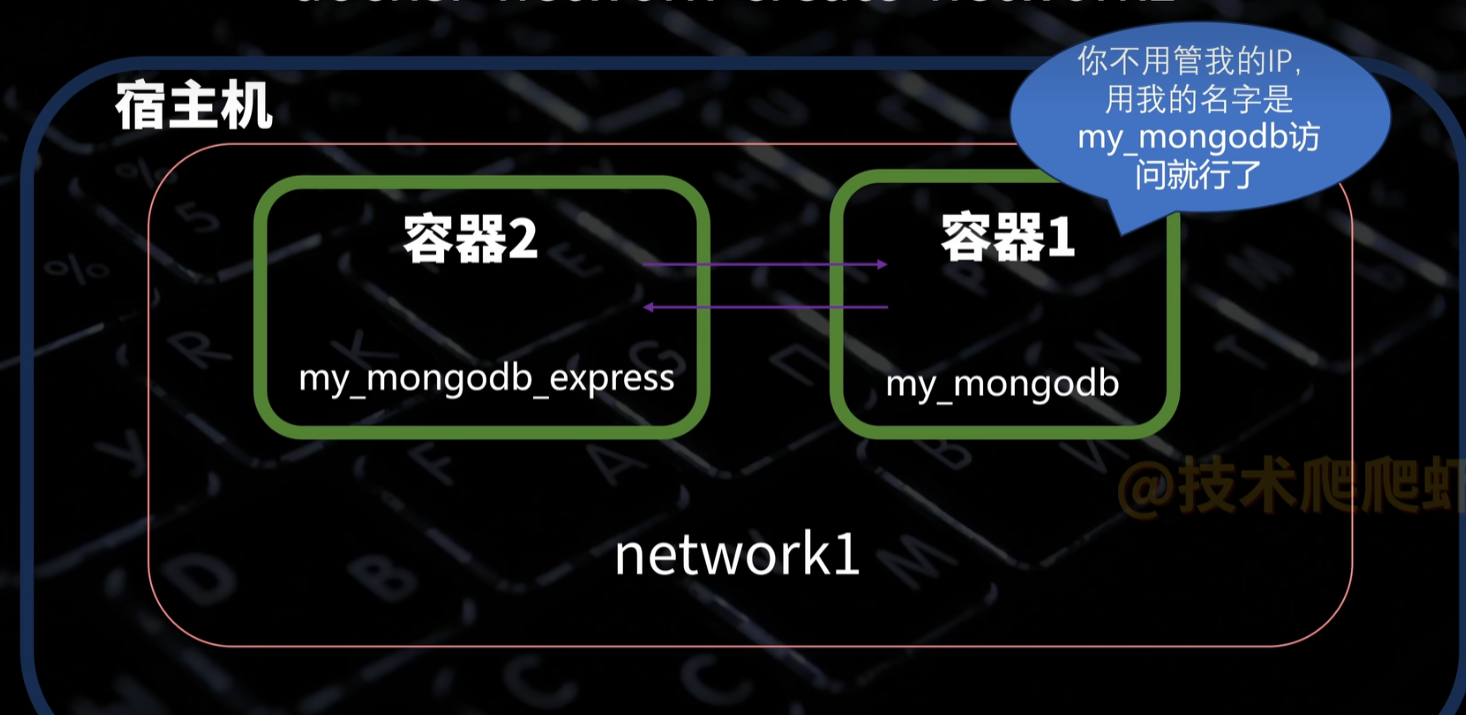 宿主机
你不用管我的IP,
用我的名字是
my_mongodb访
问就行了
容器2
容器1
my_mongodb_express
my_mongodb
@技术爬爬虾
network1